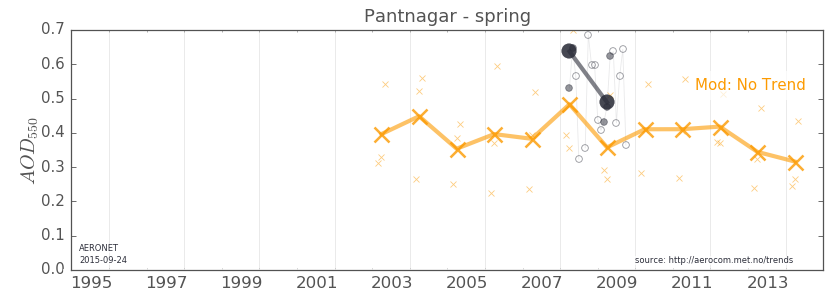 Pantnagar - spring
0.7
0.6
0.5
0.4
0.3
0.2
0.1
0.0
AOD550
Mod: No Trend
AERONET
2015-09-24
source: http://aerocom.met.no/trends
1995 1997 1999 2001 2003 2005 2007 2009 2011 2013